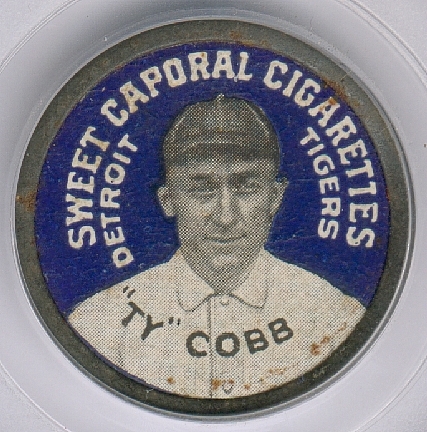 SWEET CAPORAL CIGARETTES
DETROIT
TIGERS
"TY" COBB